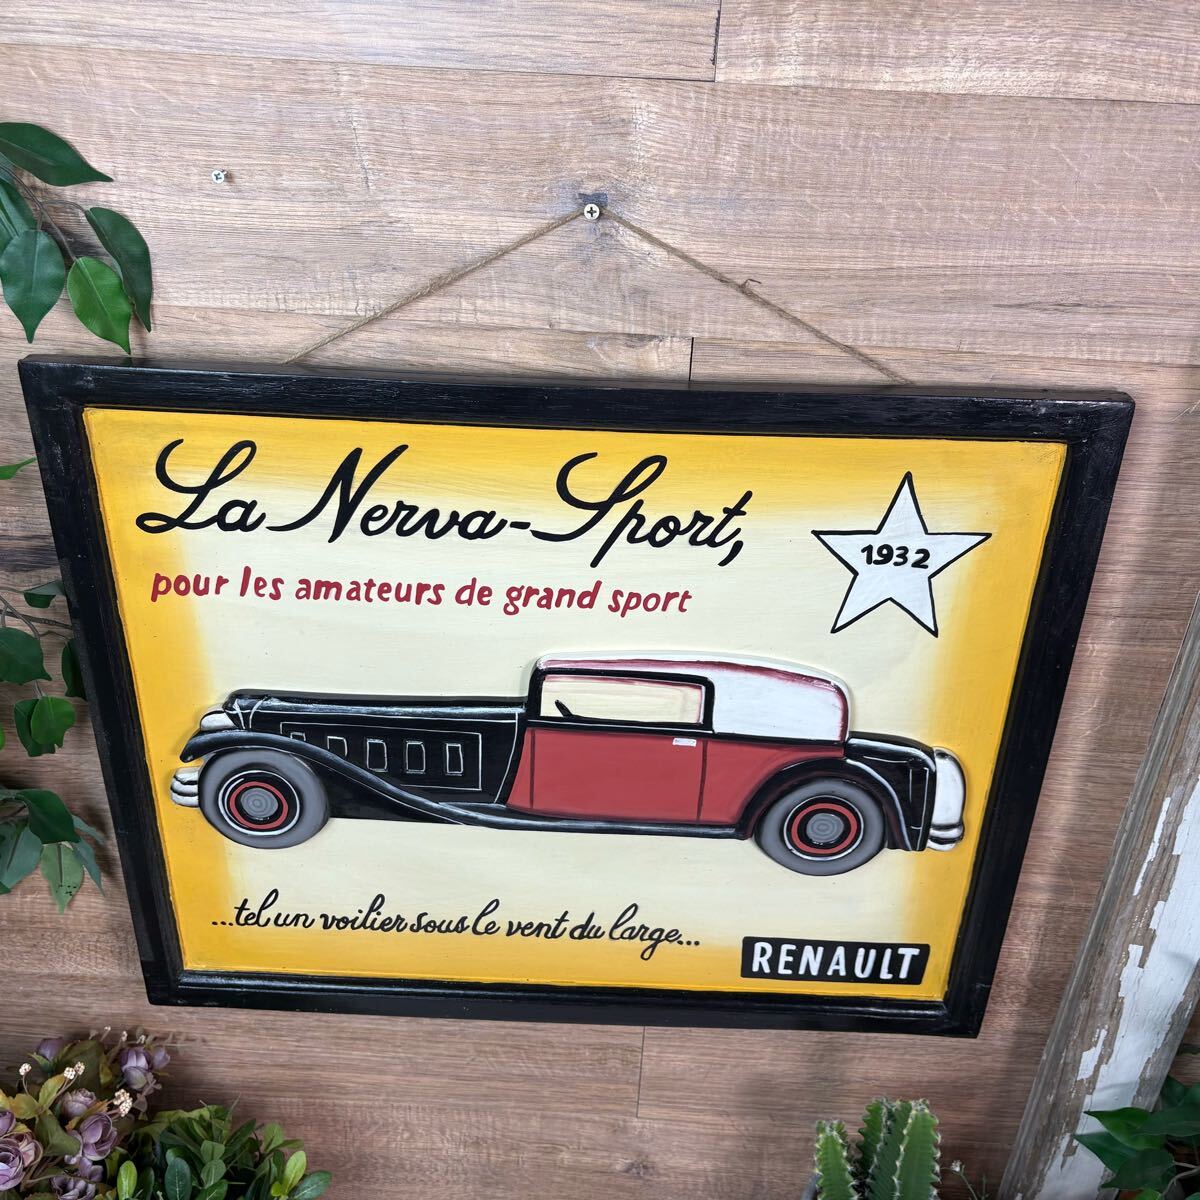 La Nerva-Sport,
1932
pour les amateurs de grand sport
...tel un voilier sous le vent du large...
RENAULT